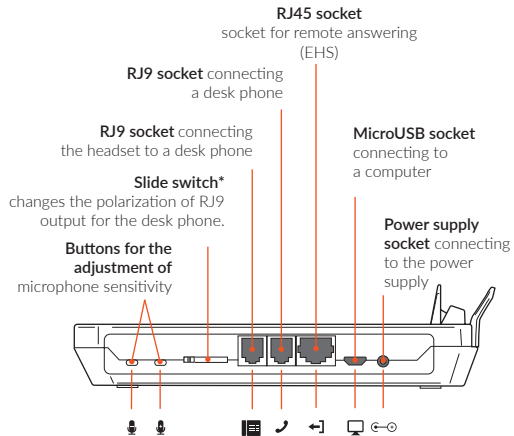 RJ45 socket
socket for remote answering
(EHS)
RJ9 socket connecting
a desk phone
RJ9 socket connecting
the headset to a desk phone
MicroUSB socket
connecting to
a computer
Slide switch*
changes the polarization of RJ9
output for the desk phone.
Power supply
socket connecting
to the power
supply
Buttons for the
adjustment of
microphone sensitivity